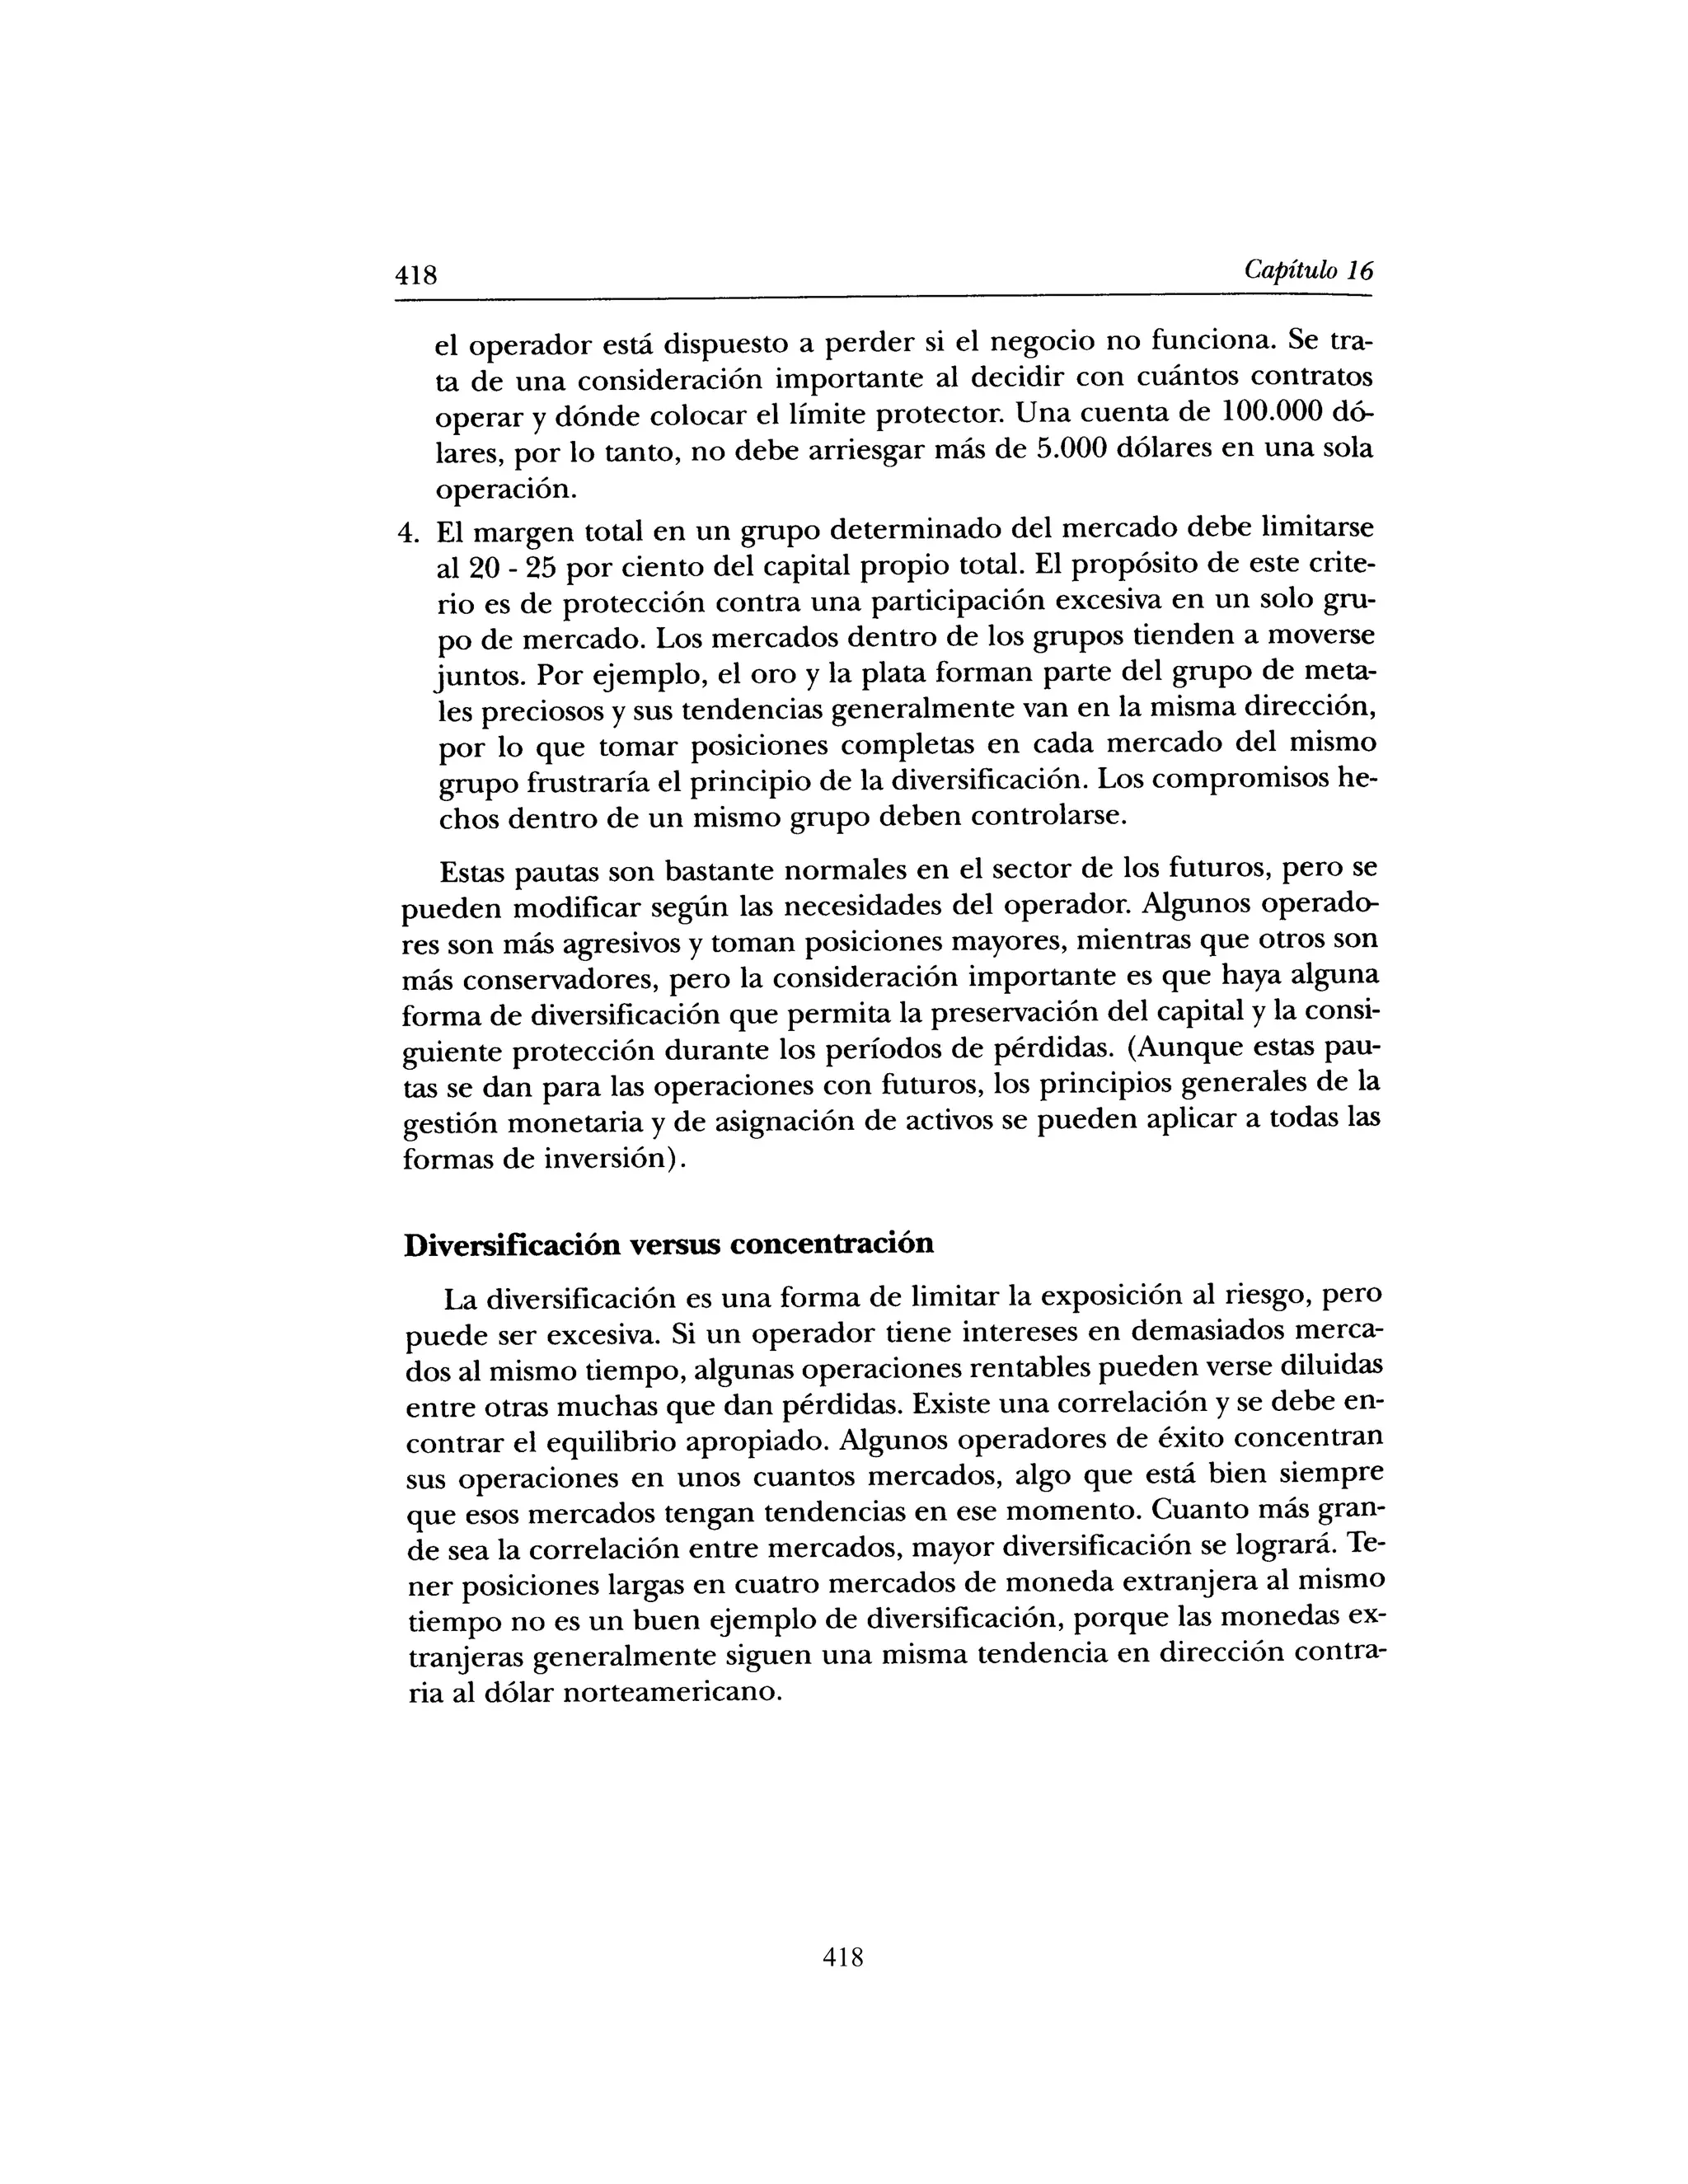 418
Capítulo 16
el operador está dispuesto a perder si el negocio no funciona. Se tra-
ta de una consideración importante al decidir con cuántos contratos
operar y dónde colocar el límite protector. Una cuenta de 100.000 dó-
lares, por lo tanto, no debe arriesgar más de 5.000 dólares en una sola
operación.
4. El margen total en un grupo determinado del mercado debe limitarse
al 20 - 25 por ciento del capital propio total. El propósito de este crite-
rio es de protección contra una participación excesiva en un solo gru-
po de mercado. Los mercados dentro de los grupos tienden a moverse
juntos. Por ejemplo, el oro y la plata forman parte del grupo de meta-
les preciosos y sus tendencias generalmente van en la misma dirección,
por lo que tomar posiciones completas en cada mercado del mismo
grupo frustraría el principio de la diversificación. Los compromisos he-
chos dentro de un mismo grupo deben controlarse.
Estas pautas son bastante normales en el sector de los futuros, pero se
pueden modificar según las necesidades del operador. Algunos operado-
res son más agresivos y toman posiciones mayores, mientras que otros son
más conservadores, pero la consideración importante es que haya alguna
forma de diversificación que permita la preservación del capital y la consi-
guiente protección durante los períodos de pérdidas. (Aunque estas pau-
tas se dan para las operaciones con futuros, los principios generales de la
gestión monetaria y de asignación de activos se pueden aplicar a todas las
formas de inversión).
Diversificación versus concentración
La diversificación es una forma de limitar la exposición al riesgo, pero
puede ser excesiva. Si un operador tiene intereses en demasiados merca-
dos al mismo tiempo, algunas operaciones rentables pueden verse diluidas
entre otras muchas que dan pérdidas. Existe una correlación y se debe en-
contrar el equilibrio apropiado. Algunos operadores de éxito concentran
sus operaciones en unos cuantos mercados, algo que está bien siempre
que esos mercados tengan tendencias en ese momento. Cuanto más gran-
de sea la correlación entre mercados, mayor diversificación se logrará. Te-
ner posiciones largas en cuatro mercados de moneda extranjera al mismo
tiempo no es un buen ejemplo de diversificación, porque las monedas ex-
tranjeras generalmente siguen una misma tendencia en dirección contra-
ria al dólar norteamericano.
418